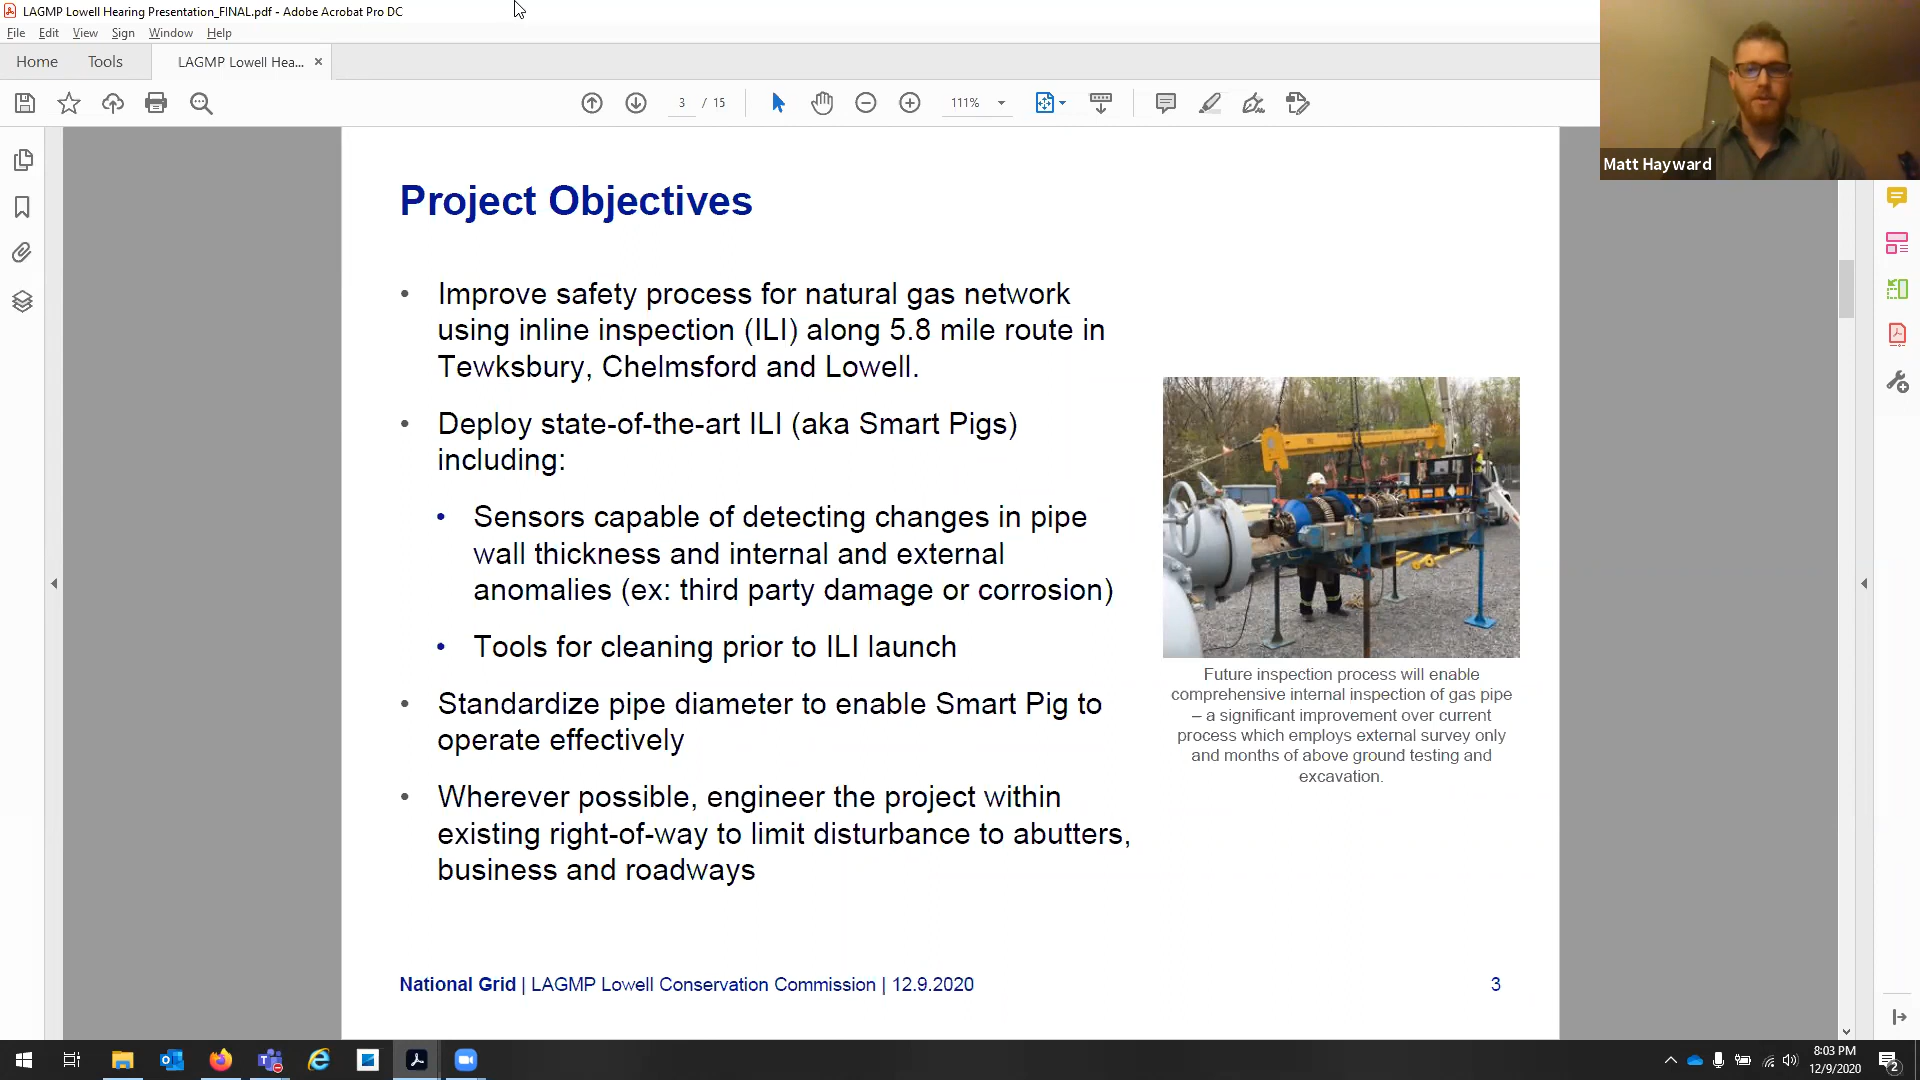 LAGMP Lowell Hearing Presentation_FINAL.pdf - Adobe Acrobat Pro DC
File Edit View Sign Window Help
Home Tools LAGMP Lowell Hea... ×
3 / 15 111%
Matt Hayward
Project Objectives
• Improve safety process for natural gas network
using inline inspection (ILI) along 5.8 mile route in
Tewksbury, Chelmsford and Lowell.
• Deploy state-of-the-art ILI (aka Smart Pigs)
including:
• Sensors capable of detecting changes in pipe
wall thickness and internal and external
anomalies (ex: third party damage or corrosion)
• Tools for cleaning prior to ILI launch
• Standardize pipe diameter to enable Smart Pig to
operate effectively
• Wherever possible, engineer the project within
existing right-of-way to limit disturbance to abutters,
business and roadways
Future inspection process will enable
comprehensive internal inspection of gas pipe
– a significant improvement over current
process which employs external survey only
and months of above ground testing and
excavation.
National Grid | LAGMP Lowell Conservation Commission | 12.9.2020 3
8:03 PM
12/9/2020
2